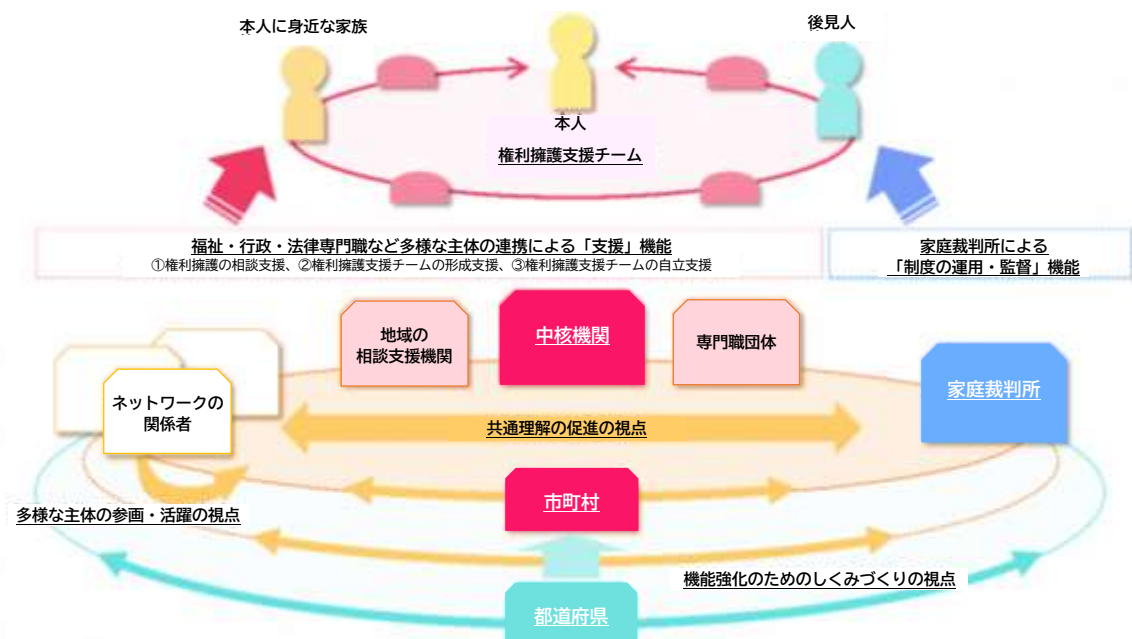 本人に身近な家族
後見人
本人
権利擁護支援チーム
福祉・行政・法律専門職など多様な主体の連携による「支援」機能
①権利擁護の相談支援、②権利擁護支援チームの形成支援、③権利擁護支援チームの自立支援
家庭裁判所による
「制度の運用・監督」機能
地域の
相談支援機関
中核機関
専門職団体
ネットワークの
関係者
家庭裁判所
共通理解の促進の視点
市町村
多様な主体の参画・活躍の視点
機能強化のためのしくみづくりの視点
都道府県